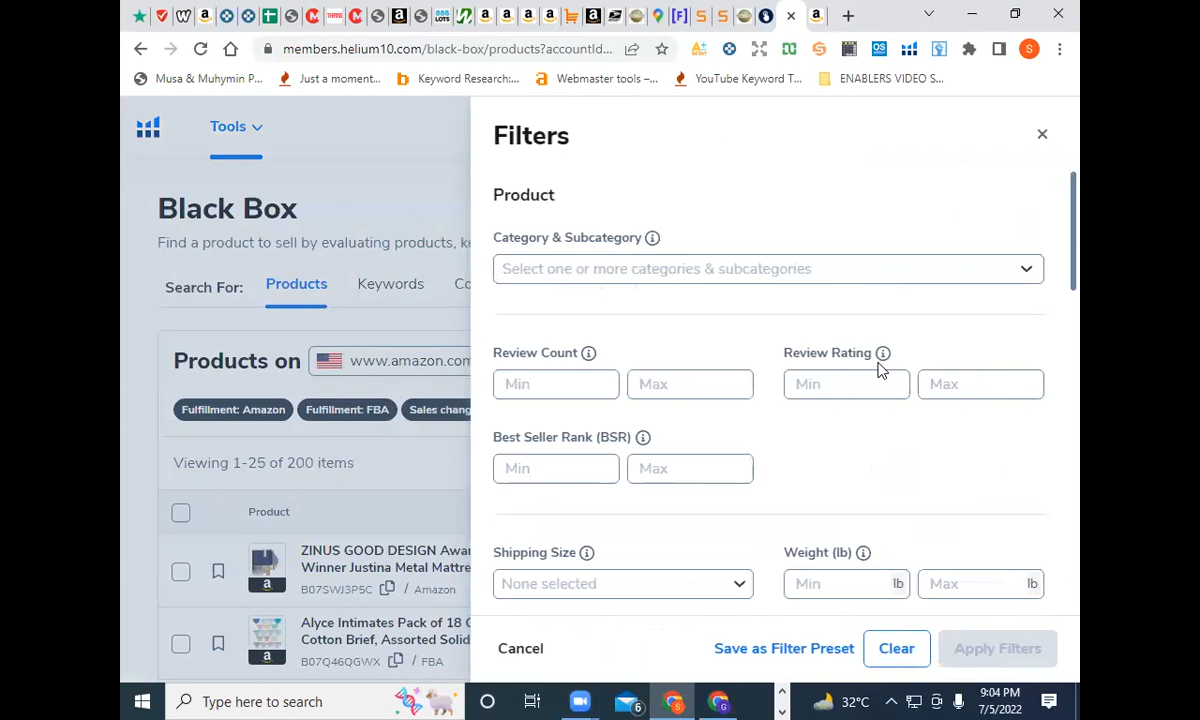 members.helium10.com/black-box/products?accountId...
S
Musa & Muhymin P...
Just a moment...
Keyword Research:...
Webmaster tools –...
YouTube Keyword T...
ENABLERS VIDEO S...
Tools
Filters
Product
Black Box
Find a product to sell by evaluating products, ke
Category & Subcategory
Select one or more categories & subcategories
Search For:
Products
Keywords
Co
Review Count
Review Rating
Products on
www.amazon.com
Min
Max
Min
Max
Fulfillment: Amazon
Fulfillment: FBA
Sales chang
Best Seller Rank (BSR)
Viewing 1-25 of 200 items
Min
Max
Product
Shipping Size
Weight (lb)
ZINUS GOOD DESIGN Awa
Winner Justina Metal Mattre
B07SWJ3P5C / Amazon
None selected
Min
lb
Max
lb
Alyce Intimates Pack of 18 C
Cotton Brief, Assorted Solid
B07Q46QGWX / FBA
Cancel
Save as Filter Preset
Clear
Apply Filters
Type here to search
6
32°C
9:04 PM
7/5/2022